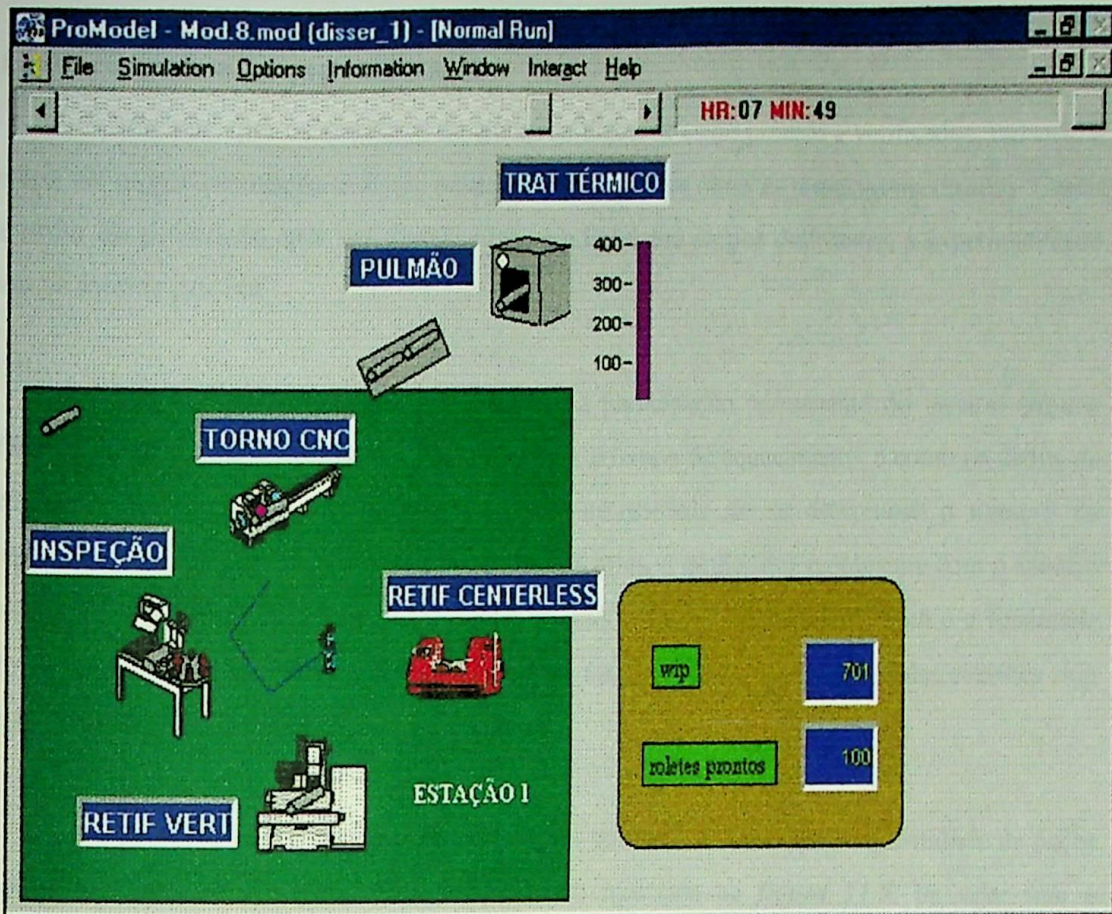 ProModel - Mod.8.mod (disser_1) - [Normal Run]
File Simulation Options Information Window Interact Help
HR:07 MIN:49
TRAT TÉRMICO
PULMÃO
400-
300-
200-
100-
TORNO CNC
INSPEÇÃO
RETIF CENTERLESS
wip
701
roletes prontos
100
ESTAÇÃO 1
RETIF VERT